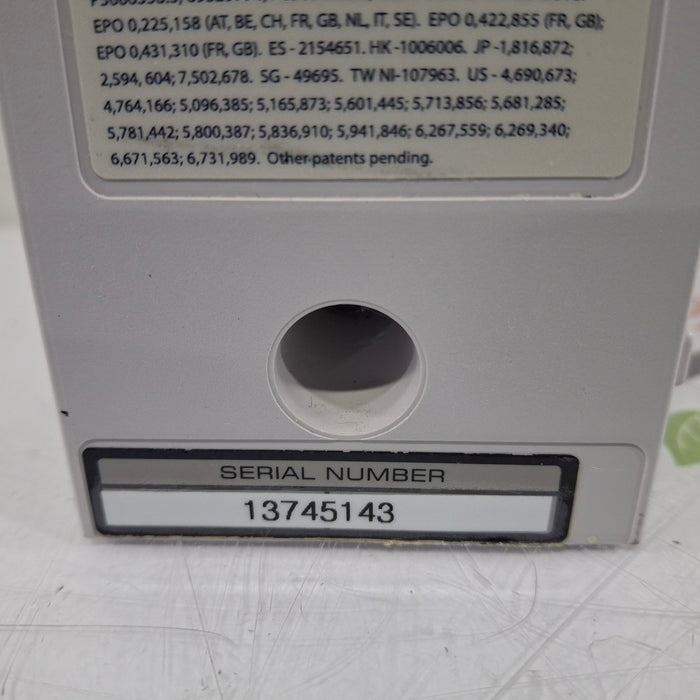 EPO 0,225,158 (AT, BE, CH, FR, GB, NL, IT, SE). EPO 0,422,855 (FR, GB);
EPO 0,431,310 (FR, GB). ES - 2154651. HK -1006006. JP -1,816,872;
2,594, 604; 7,502,678. SG - 49695. TW NI-107963. US - 4,690,673;
4,764,166; 5,096,385; 5,165,873; 5,601,445; 5,713,856; 5,681,285;
5,781,442; 5,800,387; 5,836,910; 5,941,846; 6,267,559; 6,269,340;
6,671,563; 6,731,989. Other patents pending.
SERIAL NUMBER
13745143